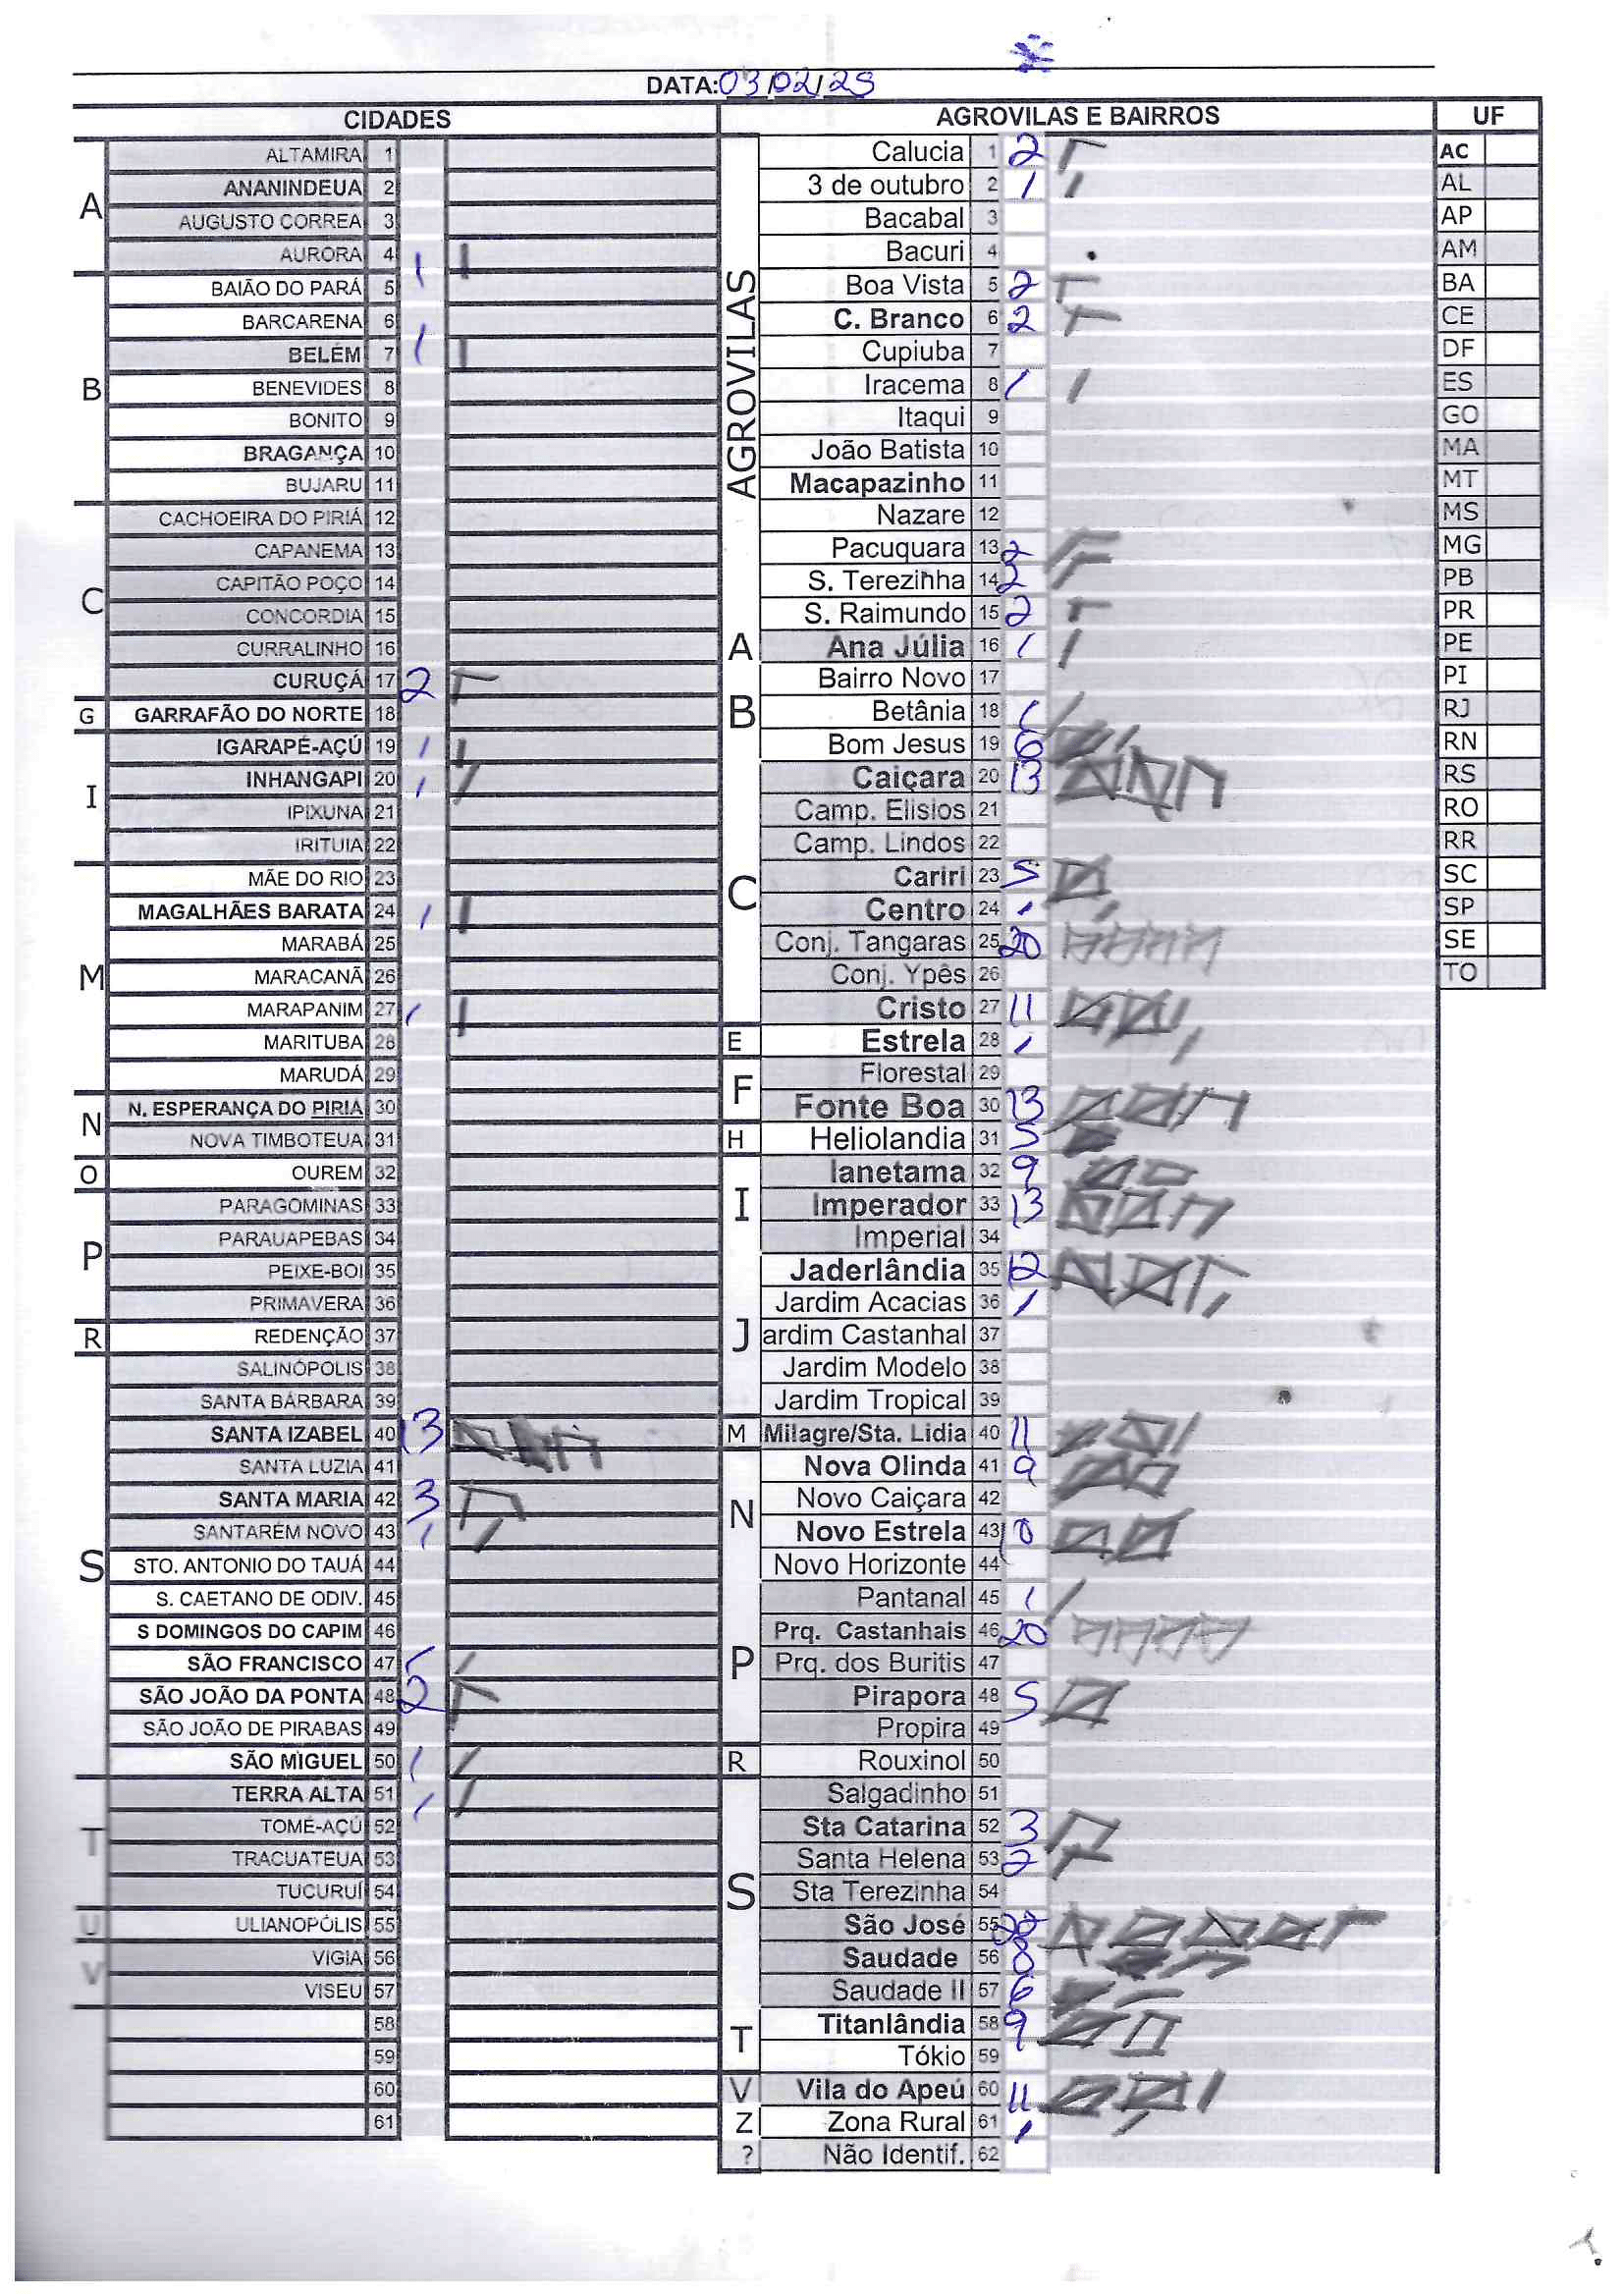 DATA: 03/02/25
CIDADES
A
ALTAMIRA 1
ANANINDEUA 2
AUGUSTO CORREA 3
AURORA 4 1
B
BAIÃO DO PARÁ 5
BARCARENA 6
BELÉM 7 1
BENEVIDES 8
BONITO 9
BRAGANÇA 10
BUJARU 11
C
CACHOEIRA DO PIRIÁ 12
CAPANEMA 13
CAPITÃO POÇO 14
CONCORDIA 15
CURRALINHO 16
CURUÇÁ 17 2
G
GARRAFÃO DO NORTE 18
I
IGARAPÉ-AÇÚ 19 1
INHANGAPI 20 1
IPIXUNA 21
IRITUIA 22
M
MÃE DO RIO 23
MAGALHÃES BARATA 24 1
MARABÁ 25
MARACANÃ 26
MARAPANIM 27 1
MARITUBA 28
MARUDÁ 29
N
N. ESPERANÇA DO PIRIÁ 30
NOVA TIMBOTEUA 31
O
OUREM 32
P
PARAGOMINAS 33
PARAUAPEBAS 34
PEIXE-BOI 35
PRIMAVERA 36
R
REDENÇÃO 37
S
SALINÓPOLIS 38
SANTA BÁRBARA 39
SANTA IZABEL 40 13
SANTA LUZIA 41
SANTA MARIA 42 3
SANTARÉM NOVO 43 1
STO. ANTONIO DO TAUÁ 44
S. CAETANO DE ODIV. 45
S DOMINGOS DO CAPIM 46
SÃO FRANCISCO 47
SÃO JOÃO DA PONTA 48 2
SÃO JOÃO DE PIRABAS 49
SÃO MIGUEL 50 1
T
TERRA ALTA 51 1
TOMÉ-AÇÚ 52
TRACUATEUA 53
TUCURUÍ 54
U
ULIANOPÓLIS 55
V
VIGIA 56
VISEU 57
58
59
60
61
AGROVILAS E BAIRROS
AGROVILAS
Calucia 1 2
3 de outubro 2 1
Bacabal 3
Bacuri 4
Boa Vista 5 2
C. Branco 6 2
Cupiuba 7
Iracema 8 1
Itaqui 9
João Batista 10
Macapazinho 11
Nazare 12
Pacuquara 13 2
S. Terezinha 14 2
S. Raimundo 15 2
A
Ana Júlia 16 1
Bairro Novo 17
B
Betânia 18 1
Bom Jesus 19 6
C
Caiçara 20 13
Camp. Elisios 21
Camp. Lindos 22
Cariri 23 5
Centro 24 1
Conj. Tangaras 25 20
Conj. Ypês 26
Cristo 27 11
E
Estrela 28 1
F
Florestal 29
Fonte Boa 30 13
H
Heliolandia 31 5
I
Ianetama 32 9
Imperador 33 13
Imperial 34
J
Jaderlândia 35 12
Jardim Acacias 36 1
ardim Castanhal 37
Jardim Modelo 38
Jardim Tropical 39
M
Milagre/Sta. Lidia 40 11
N
Nova Olinda 41 9
Novo Caiçara 42
Novo Estrela 43 10
Novo Horizonte 44
P
Pantanal 45 1
Prq. Castanhais 46 20
Prq. dos Buritis 47
Pirapora 48 5
Propira 49
R
Rouxinol 50
S
Salgadinho 51
Sta Catarina 52 3
Santa Helena 53 2
Sta Terezinha 54
São José 55
Saudade 56 8
Saudade II 57 6
T
Titanlândia 58 9
Tókio 59
V
Vila do Apeú 60 11
Z
Zona Rural 61 1
?
Não Identif. 62
UF
AC
AL
AP
AM
BA
CE
DF
ES
GO
MA
MT
MS
MG
PB
PR
PE
PI
RJ
RN
RS
RO
RR
SC
SP
SE
TO